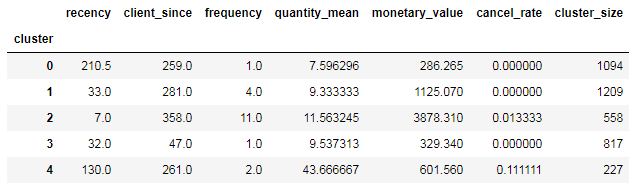 recency client_since frequency quantity_mean monetary_value cancel_rate cluster_size
cluster
0 210.5 259.0 1.0 7.596296 286.265 0.000000 1094
1 33.0 281.0 4.0 9.333333 1125.070 0.000000 1209
2 7.0 358.0 11.0 11.563245 3878.310 0.013333 558
3 32.0 47.0 1.0 9.537313 329.340 0.000000 817
4 130.0 261.0 2.0 43.666667 601.560 0.111111 227